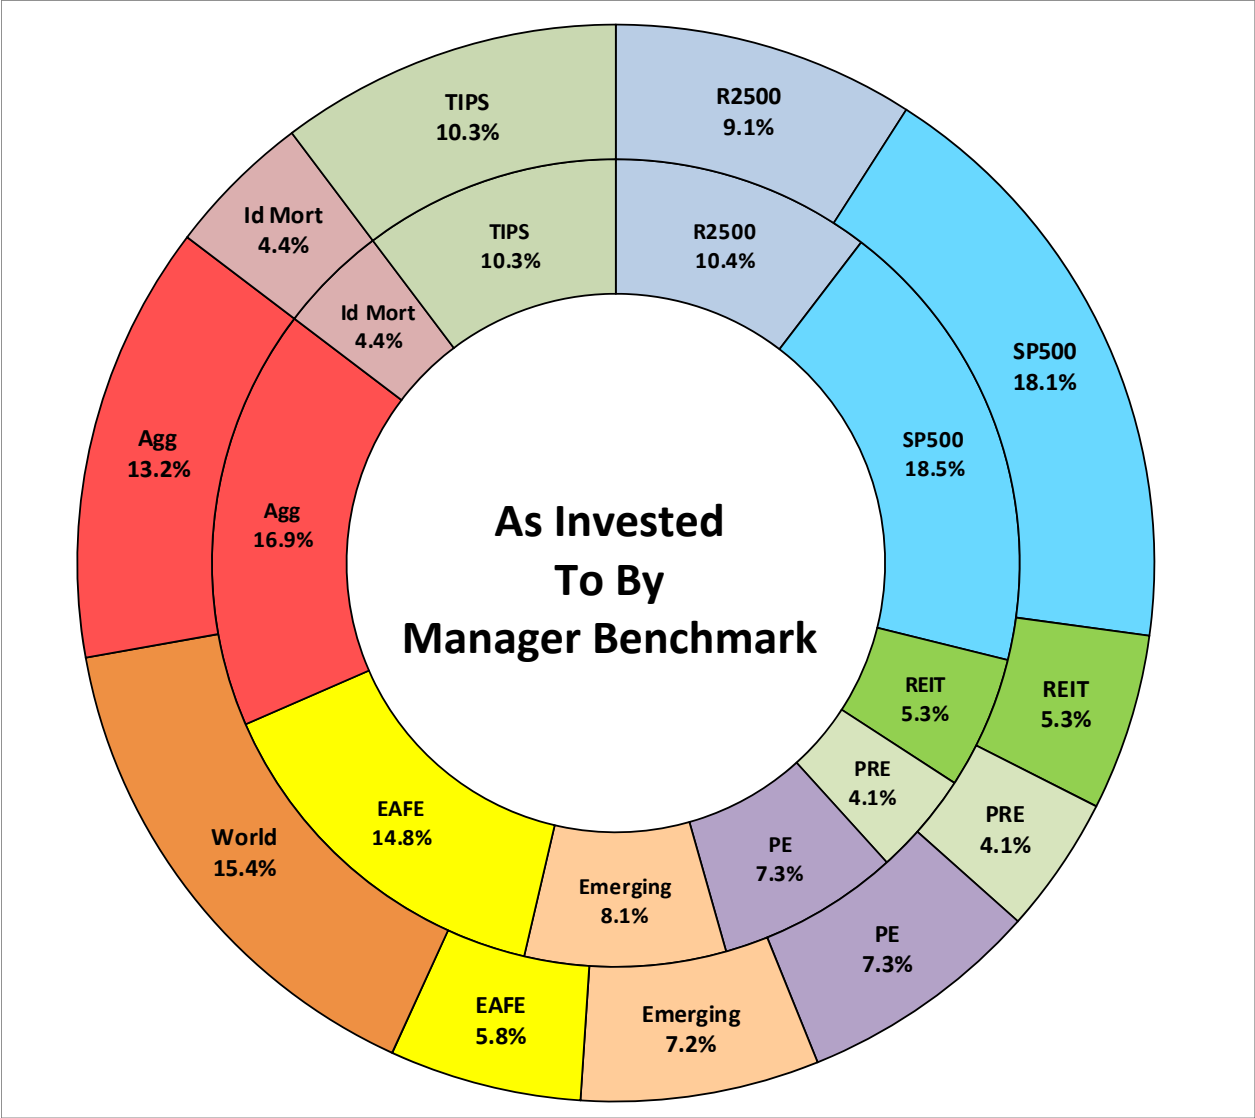 R2500
9.1%
SP500
18.1%
REIT
5.3%
PRE
4.1%
PE
7.3%
Emerging
7.2%
EAFE
5.8%
World
15.4%
Agg
13.2%
Id Mort
4.4%
TIPS
10.3%
R2500
10.4%
SP500
18.5%
REIT
5.3%
PRE
4.1%
PE
7.3%
Emerging
8.1%
EAFE
14.8%
Agg
16.9%
Id Mort
4.4%
TIPS
10.3%
As Invested
To By
Manager Benchmark